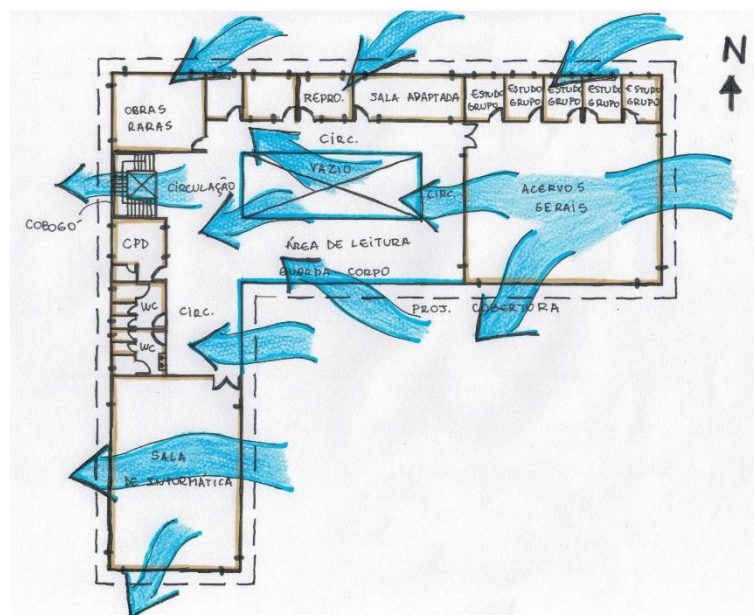 N
OBRAS
RARAS
REPRO.
SALA ADAPTADA
ESTUDO
GRUPO
ESTUDO
GRUPO
ESTUDO
GRUPO
ESTUDO
GRUPO
ESTUDO
GRUPO
CIRC.
VAZIO
CIRCULAÇÃO
CIRC.
ACERVOS
GERAIS
COBOGÓ
CPD
ÁREA DE LEITURA
GUARDA CORPO
WC
CIRC.
PROJ. COBERTURA
WC
SALA
DE INFORMÁTICA